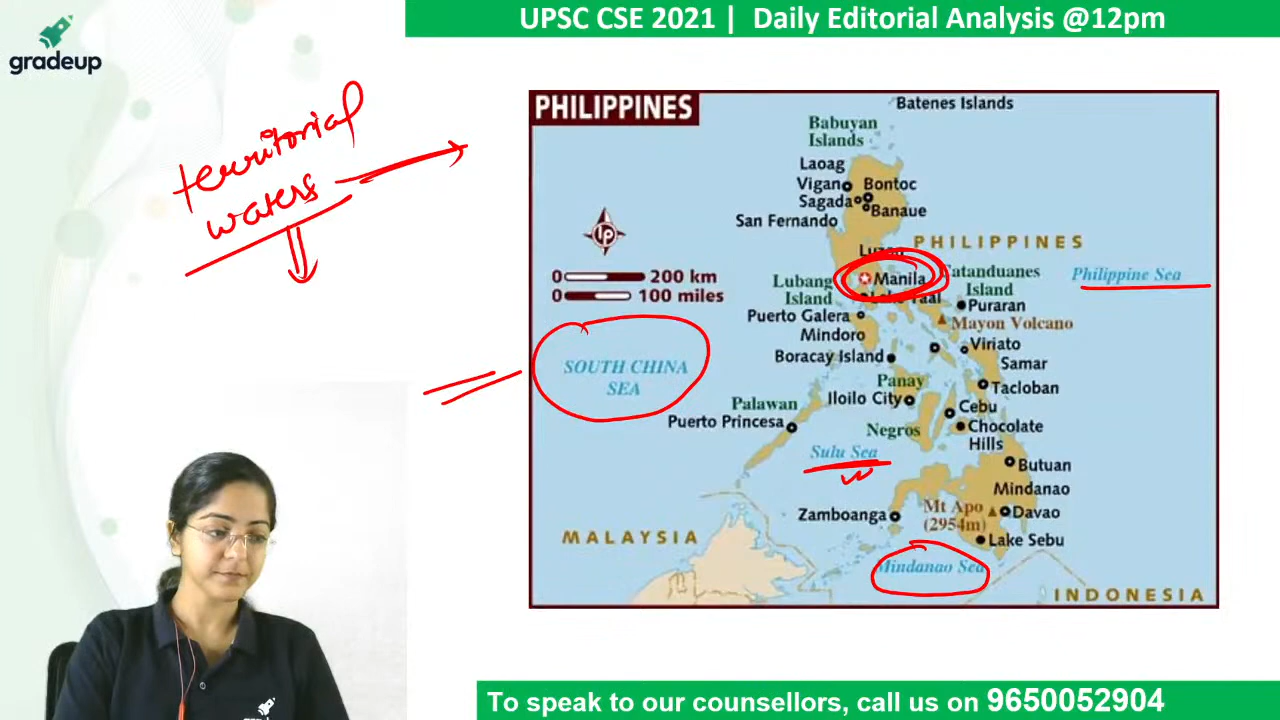 UPSC CSE 2021 | Daily Editorial Analysis @12pm
gradeup
territorial
waters
PHILIPPINES
Batenes Islands
Babuyan
Islands
Laoag
Vigan
Bontoc
Sagada
Banaue
San Fernando
Luzon
PHILIPPINES
1P
0 200 km
0 100 miles
Lubang
Island
Manila
Lake Taal
Catanduanes
Island
Philippine Sea
Puerto Galera
Puraran
Mayon Volcano
Mindoro
Viriato
Boracay Island
Samar
SOUTH CHINA
SEA
Panay
Tacloban
Palawan
Iloilo City
Cebu
Puerto Princesa
Negros
Chocolate
Hills
Sulu Sea
Butuan
Mindanao
Zamboanga
Mt Apo
(2954m)
Davao
MALAYSIA
Lake Sebu
Mindanao Sea
INDONESIA
To speak to our counsellors, call us on 9650052904